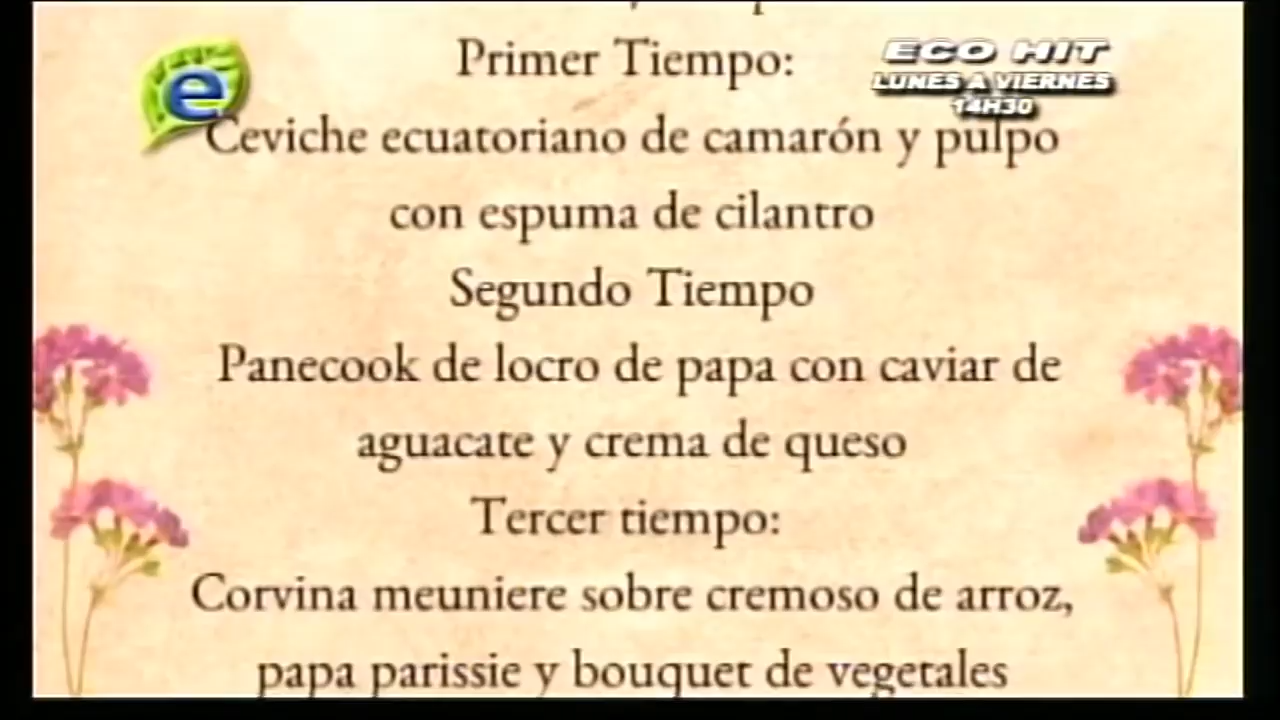 Primer Tiempo:
ECO HIT
LUNES A VIERNES
14H30
e
Ceviche ecuatoriano de camarón y pulpo
con espuma de cilantro
Segundo Tiempo
Panecook de locro de papa con caviar de
aguacate y crema de queso
Tercer tiempo:
Corvina meuniere sobre cremoso de arroz,
papa parissie y bouquet de vegetales